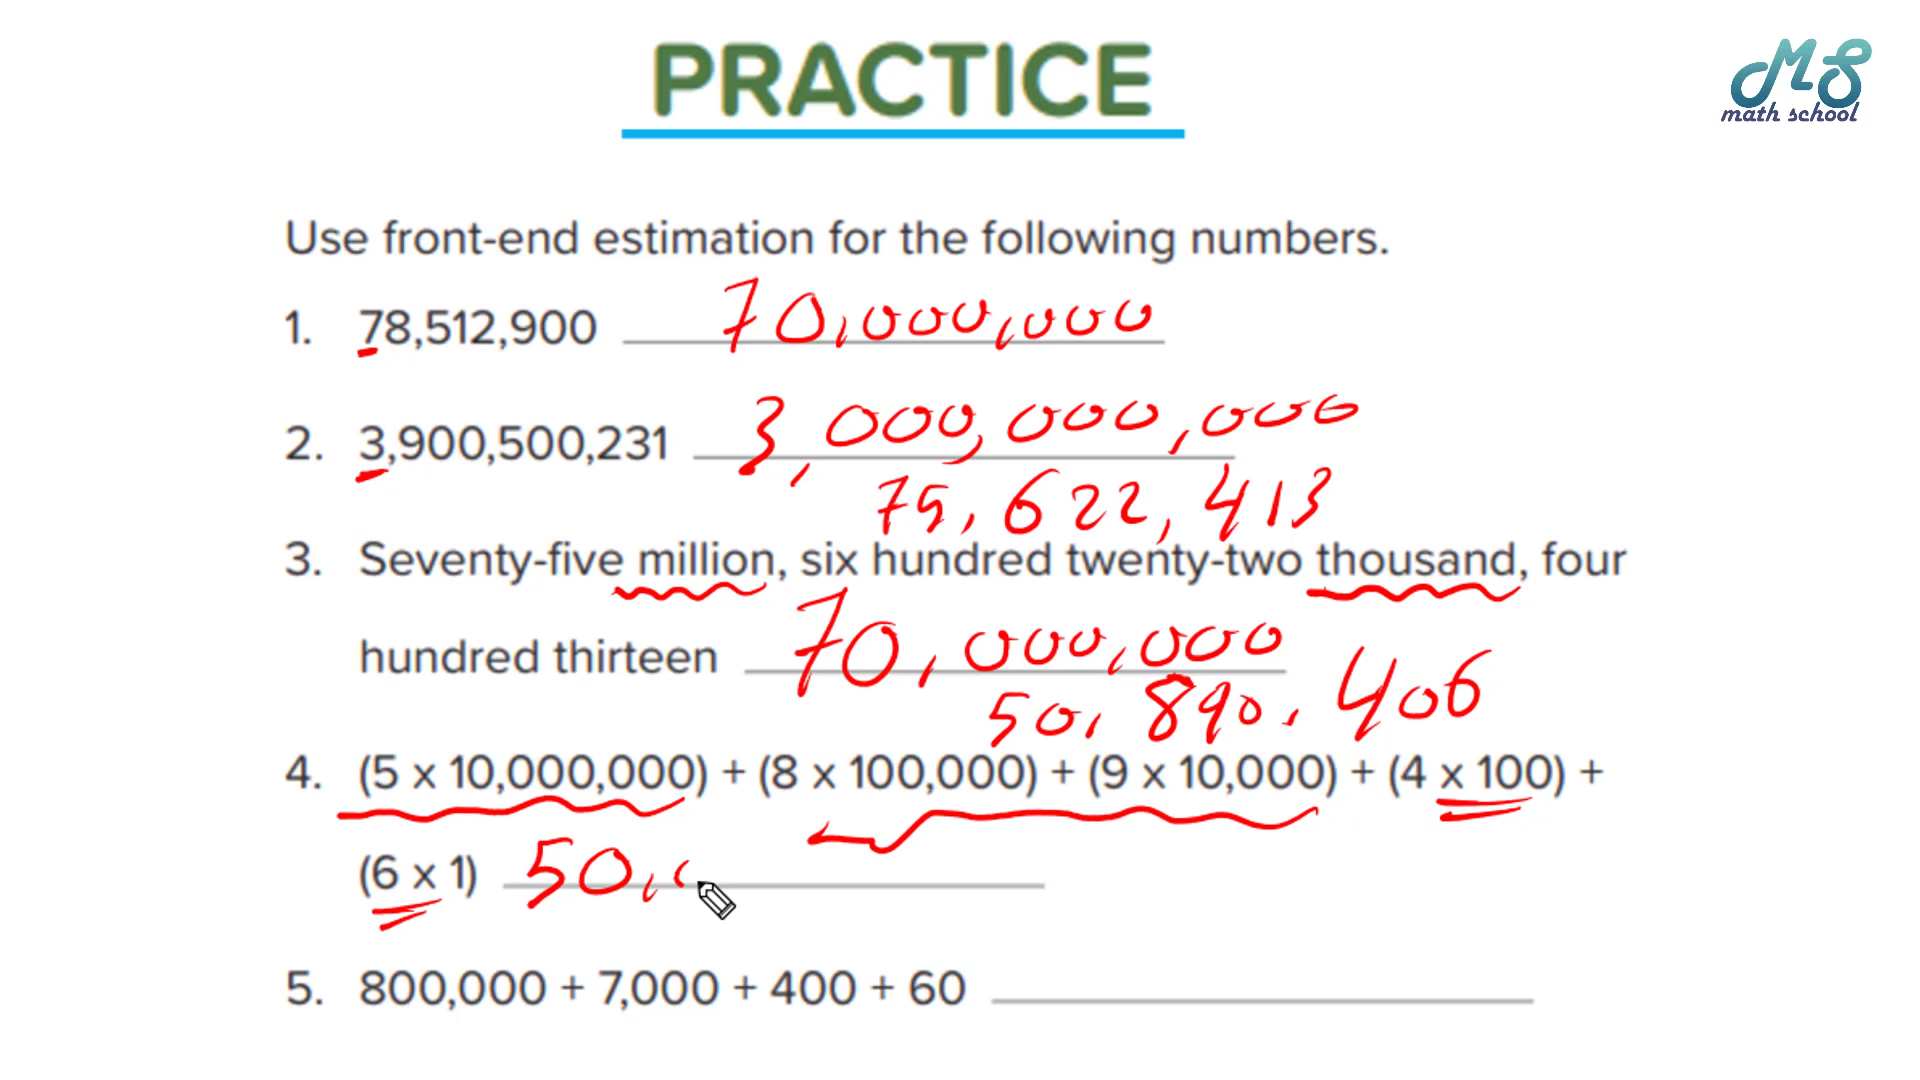 PRACTICE
MS
math school
Use front-end estimation for the following numbers.
1. 78,512,900 70,000,000
2. 3,900,500,231 3,000,000,000
75,622,413
3. Seventy-five million, six hundred twenty-two thousand, four
hundred thirteen 70,000,000
50,890,406
4. (5 x 10,000,000) + (8 x 100,000) + (9 x 10,000) + (4 x 100) +
(6 x 1) 50,
5. 800,000 + 7,000 + 400 + 60